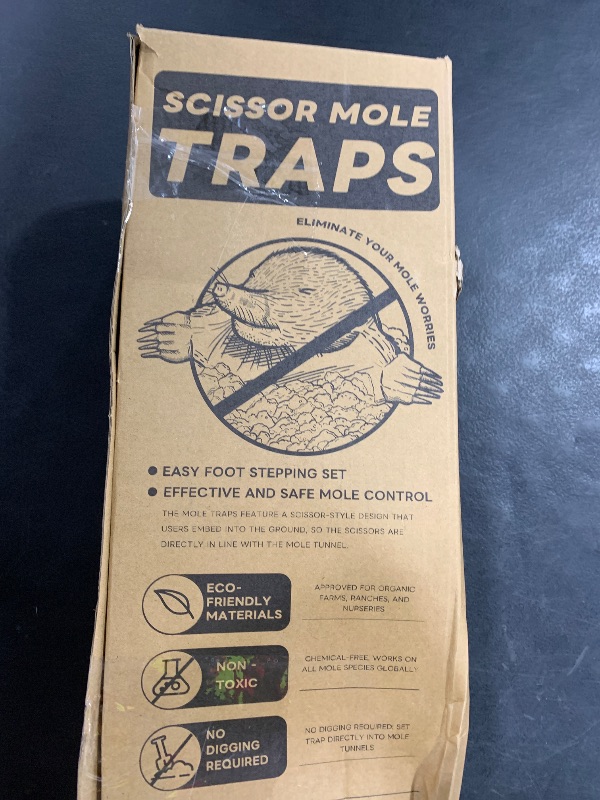 SCISSOR MOLE
TRAPS
ELIMINATE YOUR MOLE WORRIES
● EASY FOOT STEPPING SET
● EFFECTIVE AND SAFE MOLE CONTROL
THE MOLE TRAPS FEATURE A SCISSOR-STYLE DESIGN THAT
USERS EMBED INTO THE GROUND, SO THE SCISSORS ARE
DIRECTLY IN LINE WITH THE MOLE TUNNEL.
ECO-
FRIENDLY
MATERIALS
APPROVED FOR ORGANIC
FARMS, RANCHES, AND
NURSERIES
NON-
TOXIC
CHEMICAL-FREE, WORKS ON
ALL MOLE SPECIES GLOBALLY
NO
DIGGING
REQUIRED
NO DIGGING REQUIRED: SET
TRAP DIRECTLY INTO MOLE
TUNNELS